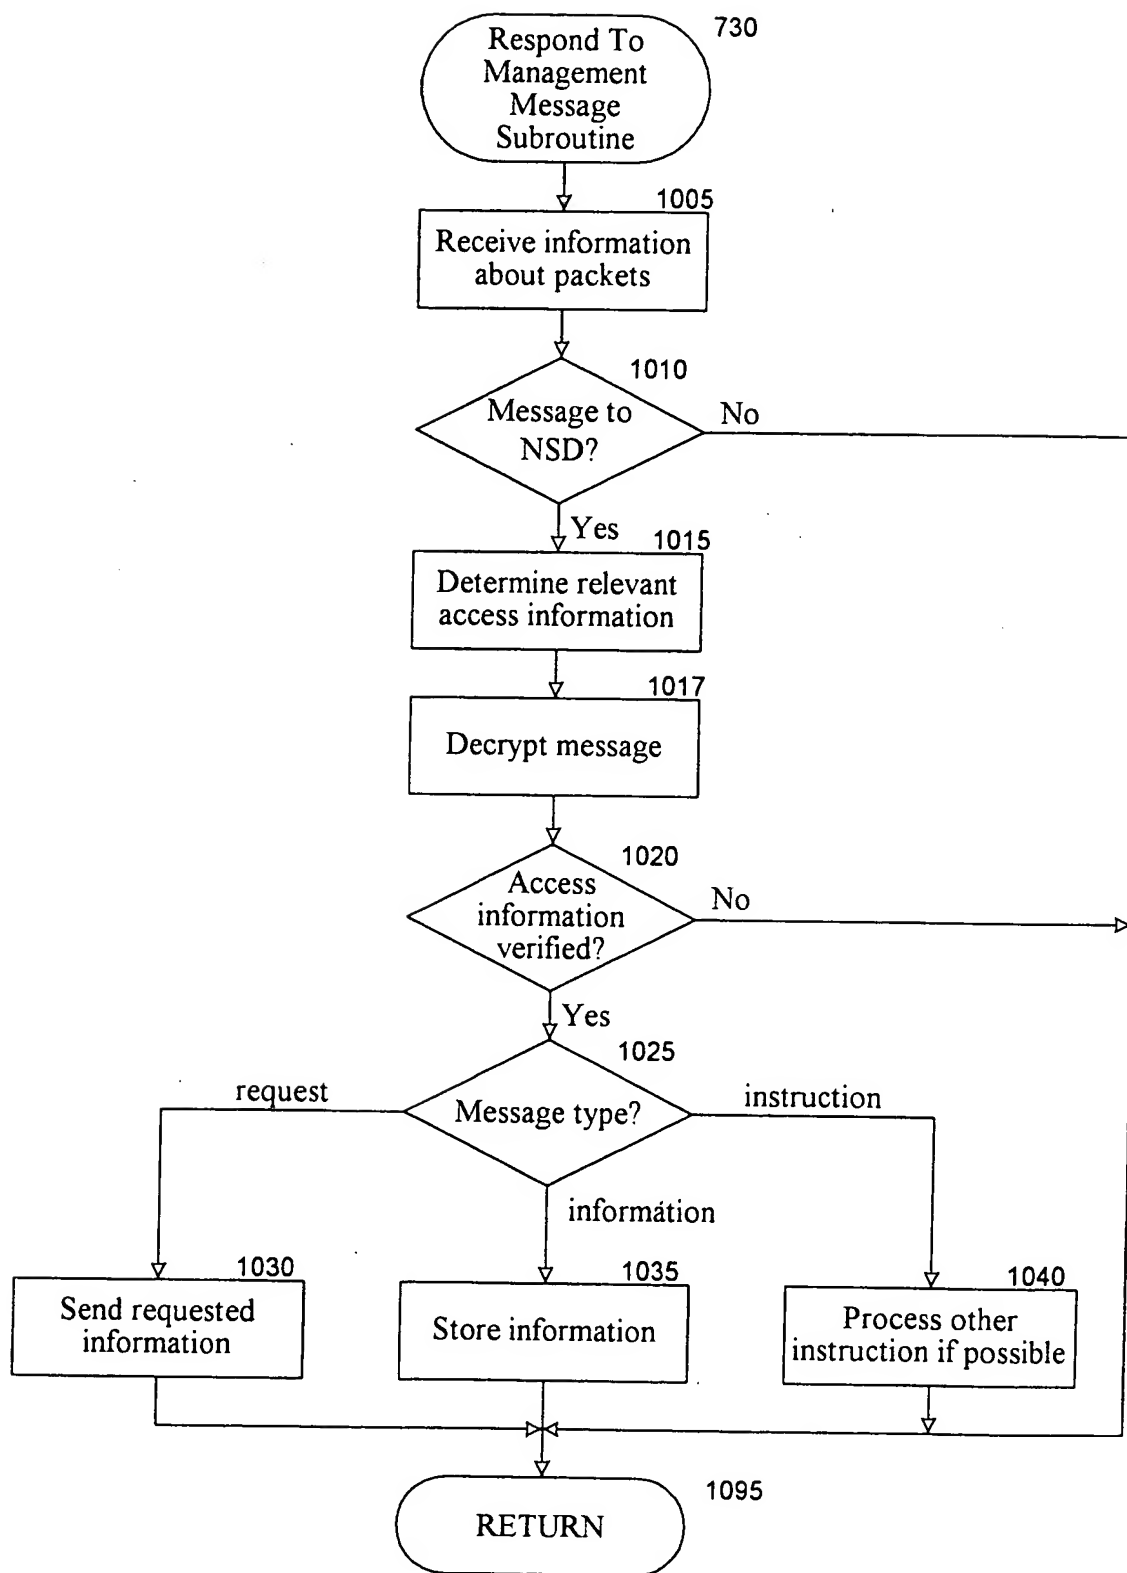 730
Respond To
Management
Message
Subroutine
1005
Receive information
about packets
1010
Message to
NSD?
No
Yes
1015
Determine relevant
access information
1017
Decrypt message
1020
Access
information
verified?
No
Yes
1025
request
Message type?
instruction
information
1030
Send requested
information
1035
Store information
1040
Process other
instruction if possible
1095
RETURN